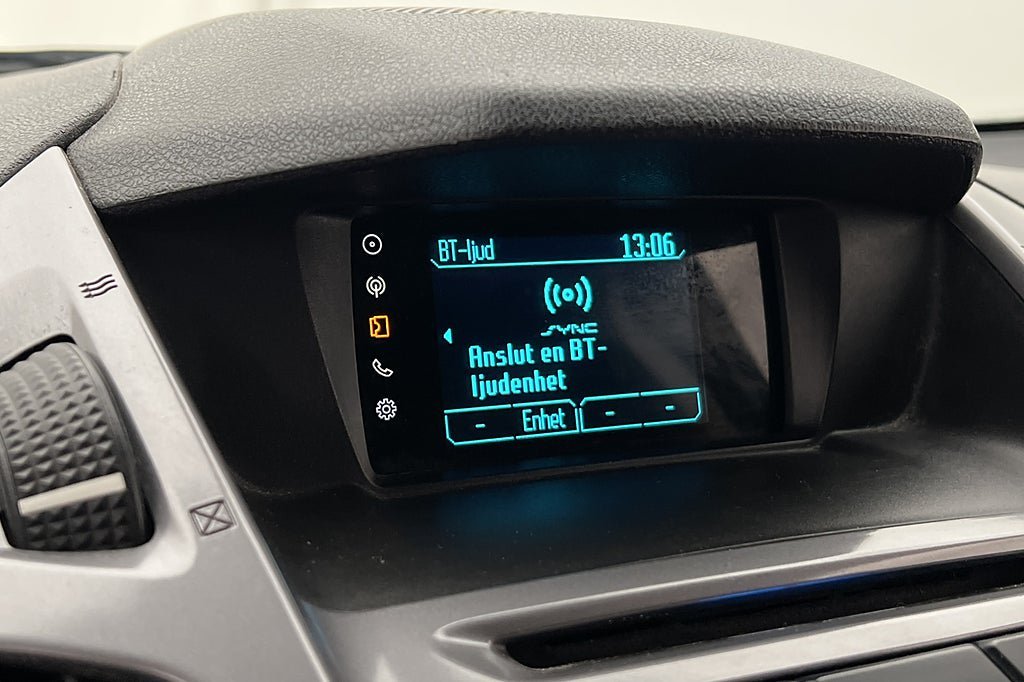 BT-ljud 13:06
SYNC
Anslut en BT-
ljudenhet
- Enhet - -